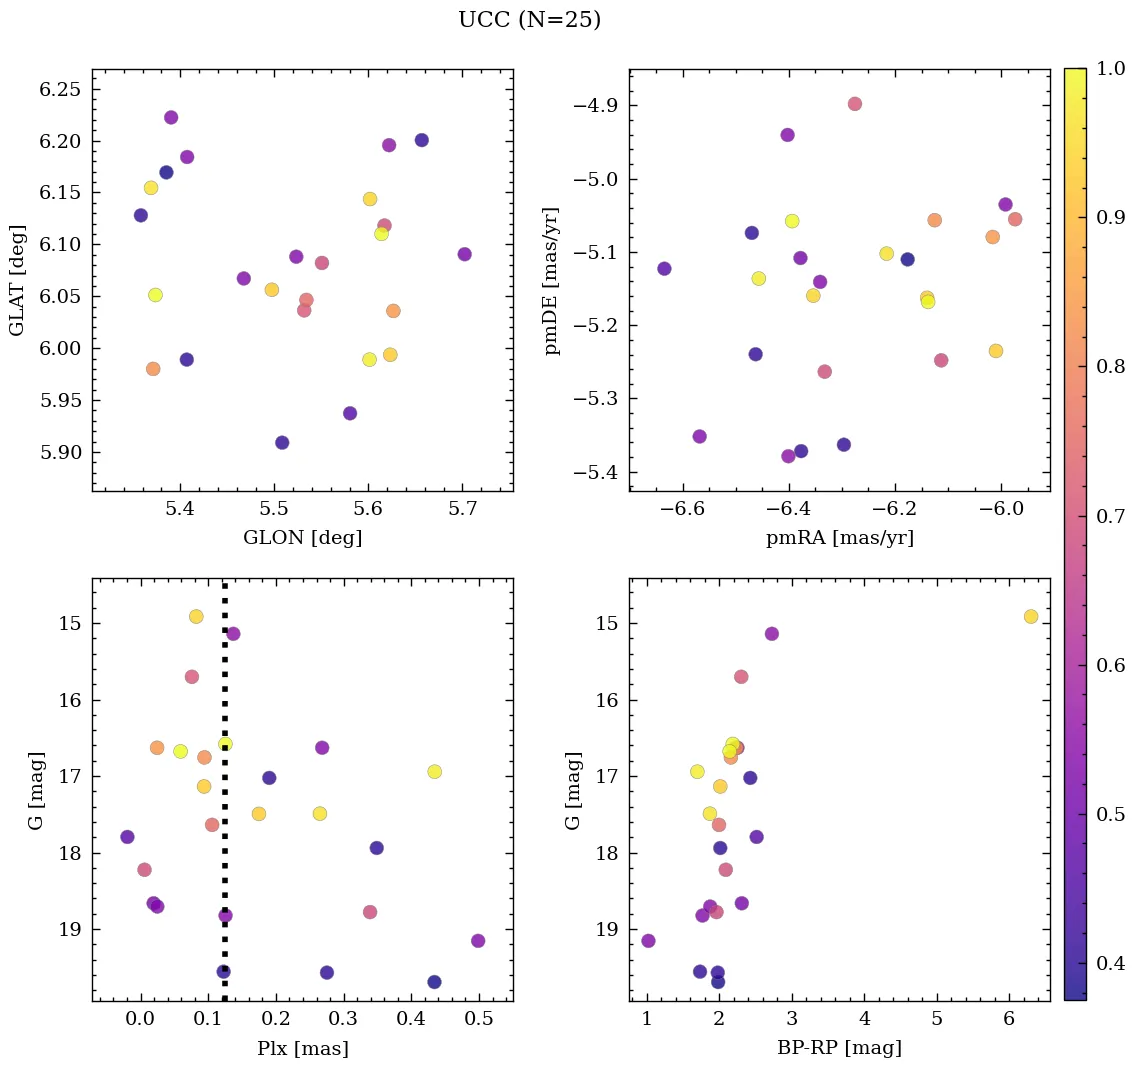 UCC (N=25)
6.25
6.20
6.15
6.10
6.05
6.00
5.95
5.90
GLAT [deg]
5.4 5.5 5.6 5.7
GLON [deg]
−4.9
−5.0
−5.1
−5.2
−5.3
−5.4
pmDE [mas/yr]
−6.6 −6.4 −6.2 −6.0
pmRA [mas/yr]
1.0
0.9
0.8
0.7
0.6
0.5
0.4
15
16
17
18
19
G [mag]
0.0 0.1 0.2 0.3 0.4 0.5
Plx [mas]
15
16
17
18
19
G [mag]
1 2 3 4 5 6
BP-RP [mag]